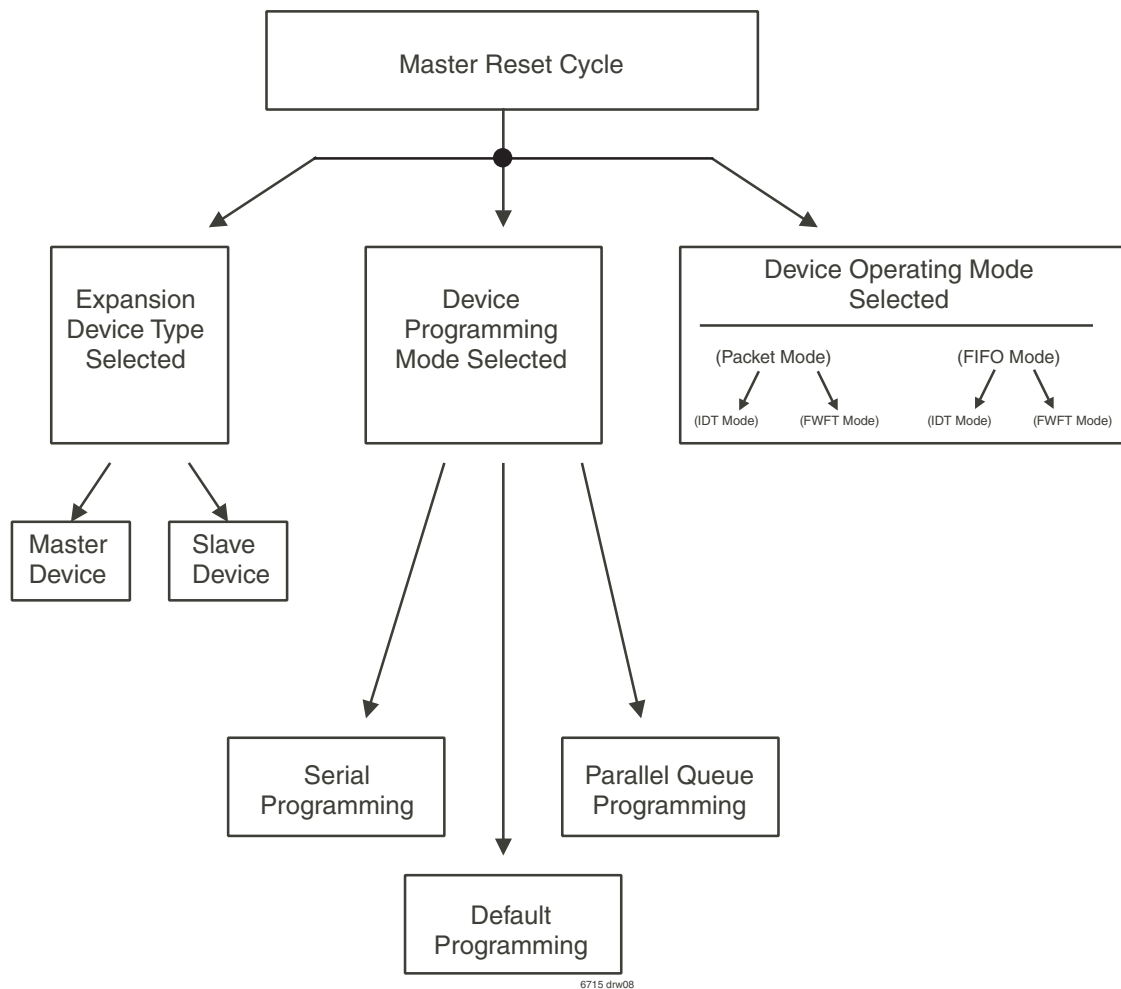 Master Reset Cycle
Expansion
Device Type
Selected
Device
Programming
Mode Selected
Device Operating Mode
Selected
(Packet Mode)
(FIFO Mode)
(IDT Mode)
(FWFT Mode)
(IDT Mode)
(FWFT Mode)
Master
Device
Slave
Device
Serial
Programming
Parallel Queue
Programming
Default
Programming
6715 drw08